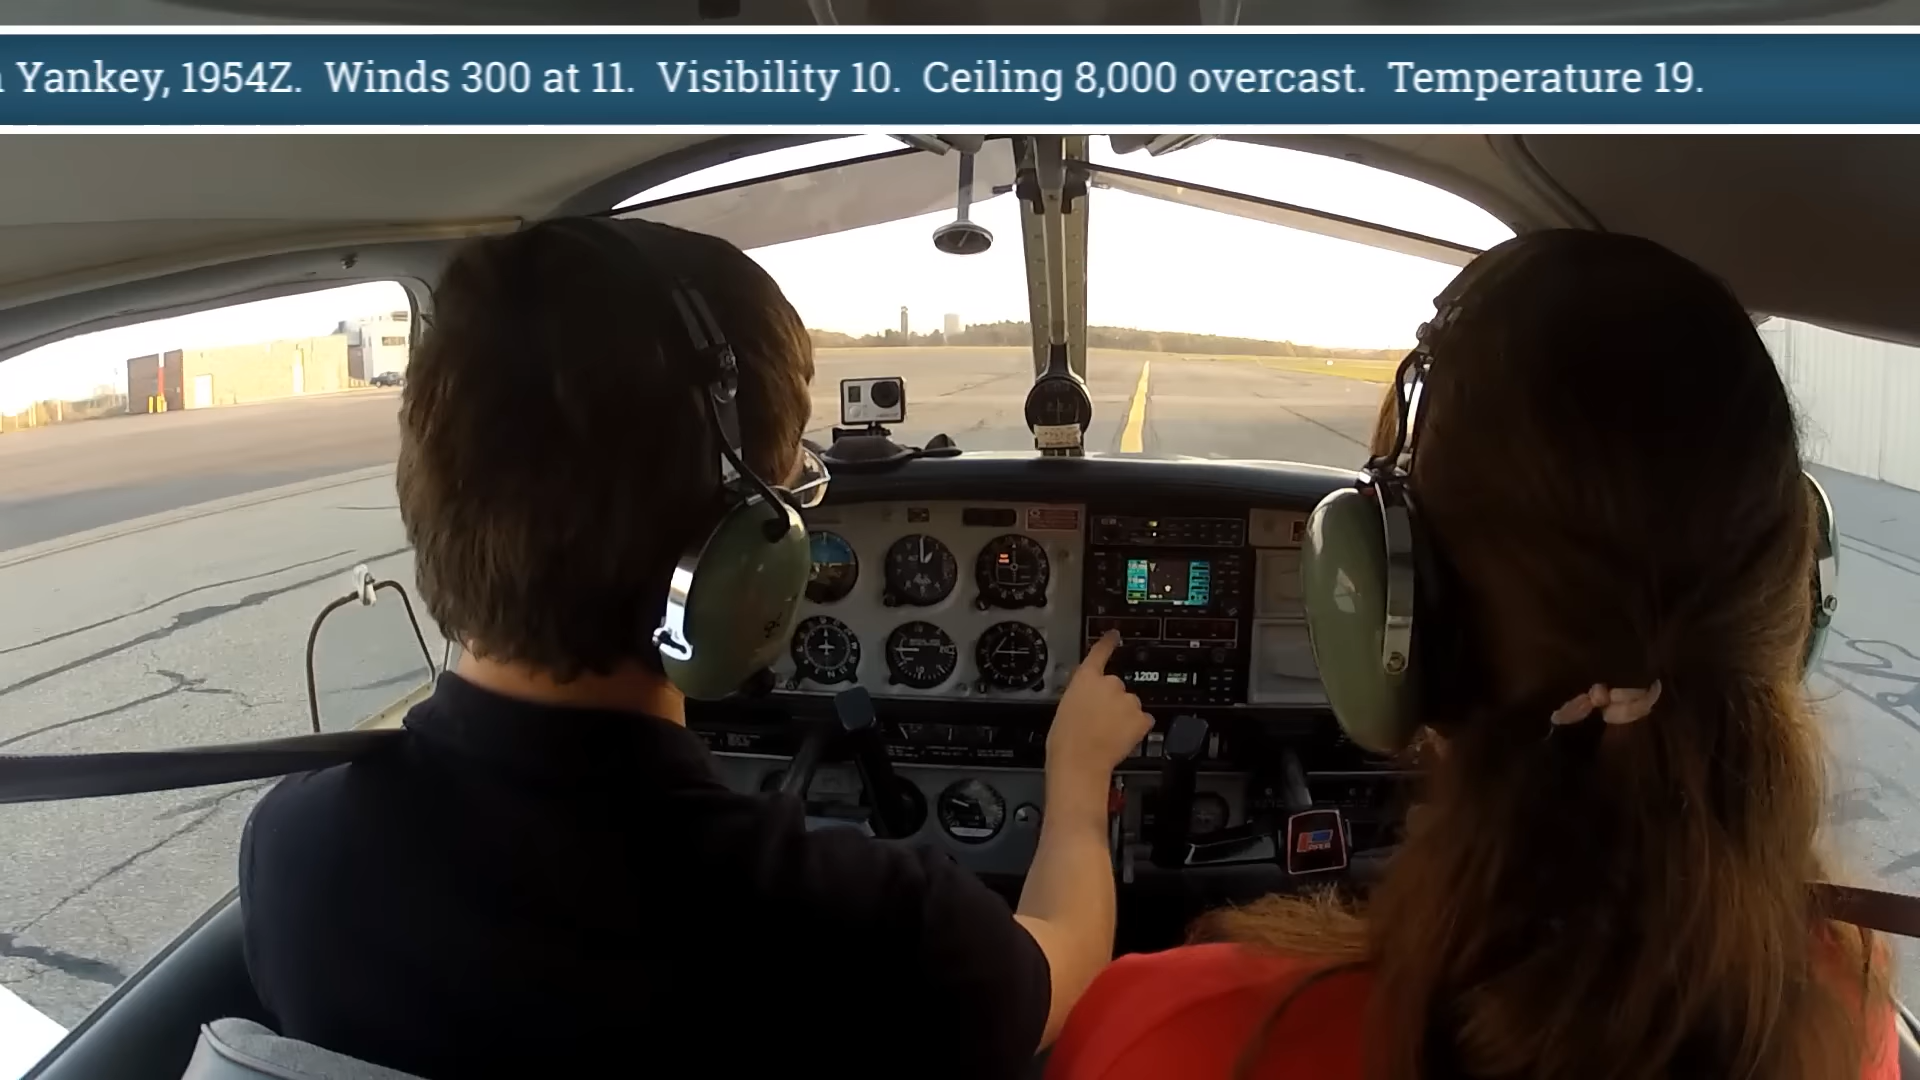 Yankey, 1954Z. Winds 300 at 11. Visibility 10. Ceiling 8,000 overcast. Temperature 19.
1200